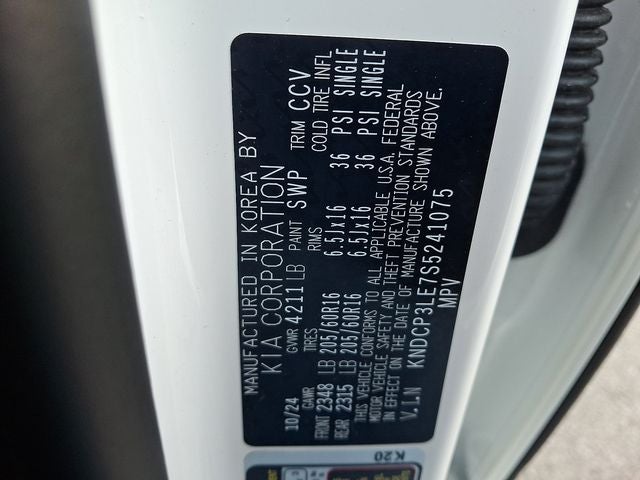 MANUFACTURED IN KOREA BY
KIA CORPORATION
10/24 GVWR 4211 LB PAINT SWP TRIM CCV
GAWR TIRES RIMS COLD TIRE INFL
FRONT 2348 LB 205/60R16 6.5Jx16 36 PSI SINGLE
REAR 2315 LB 205/60R16 6.5Jx16 36 PSI SINGLE
THIS VEHICLE CONFORMS TO ALL APPLICABLE U.S.A. FEDERAL
MOTOR VEHICLE SAFETY AND THEFT PREVENTION STANDARDS
IN EFFECT ON THE DATE OF MANUFACTURE SHOWN ABOVE.
V.I.N KNDCP3LE7S5241075
MPV
K20